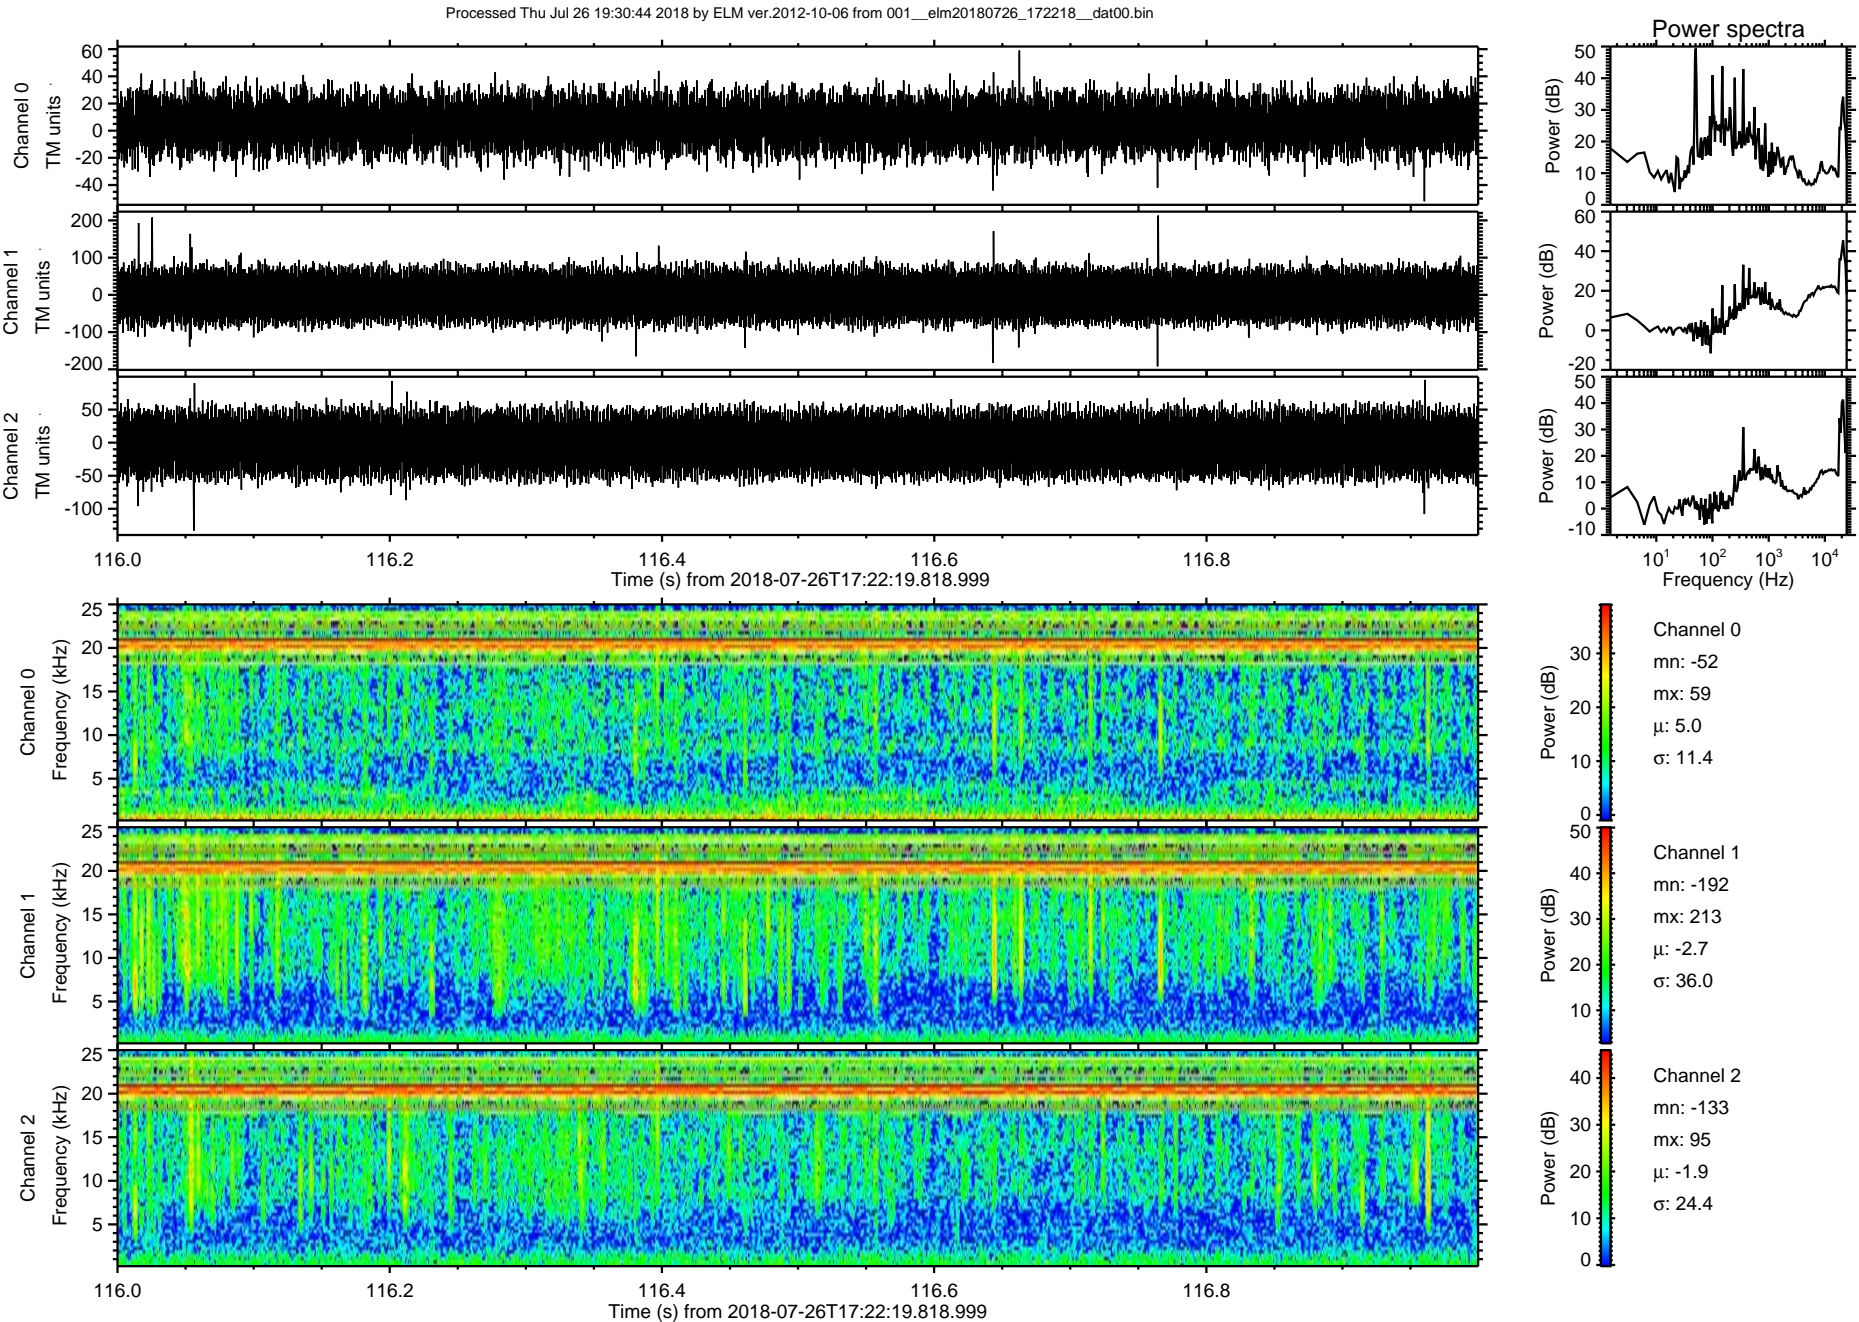 Processed Thu Jul 26 19:30:44 2018 by ELM ver.2012-10-06 from 001__elm20180726_172218__dat00.bin
Power spectra
Channel 0
TM units
60
40
20
0
-20
-40
Power (dB)
50
40
30
20
10
0
Channel 1
TM units
200
100
0
-100
-200
Power (dB)
60
40
20
0
-20
Channel 2
TM units
50
0
-50
-100
Power (dB)
50
40
30
20
10
0
-10
116.0 116.2 116.4 116.6 116.8
Time (s) from 2018-07-26T17:22:19.818.999
10^1 10^2 10^3 10^4
Frequency (Hz)
Channel 0
Frequency (kHz)
25
20
15
10
5
Power (dB)
30
20
10
0
Channel 0
mn: -52
mx: 59
μ: 5.0
σ: 11.4
Channel 1
Frequency (kHz)
25
20
15
10
5
Power (dB)
50
40
30
20
10
Channel 1
mn: -192
mx: 213
μ: -2.7
σ: 36.0
Channel 2
Frequency (kHz)
25
20
15
10
5
Power (dB)
40
30
20
10
0
Channel 2
mn: -133
mx: 95
μ: -1.9
σ: 24.4
116.0 116.2 116.4 116.6 116.8
Time (s) from 2018-07-26T17:22:19.818.999